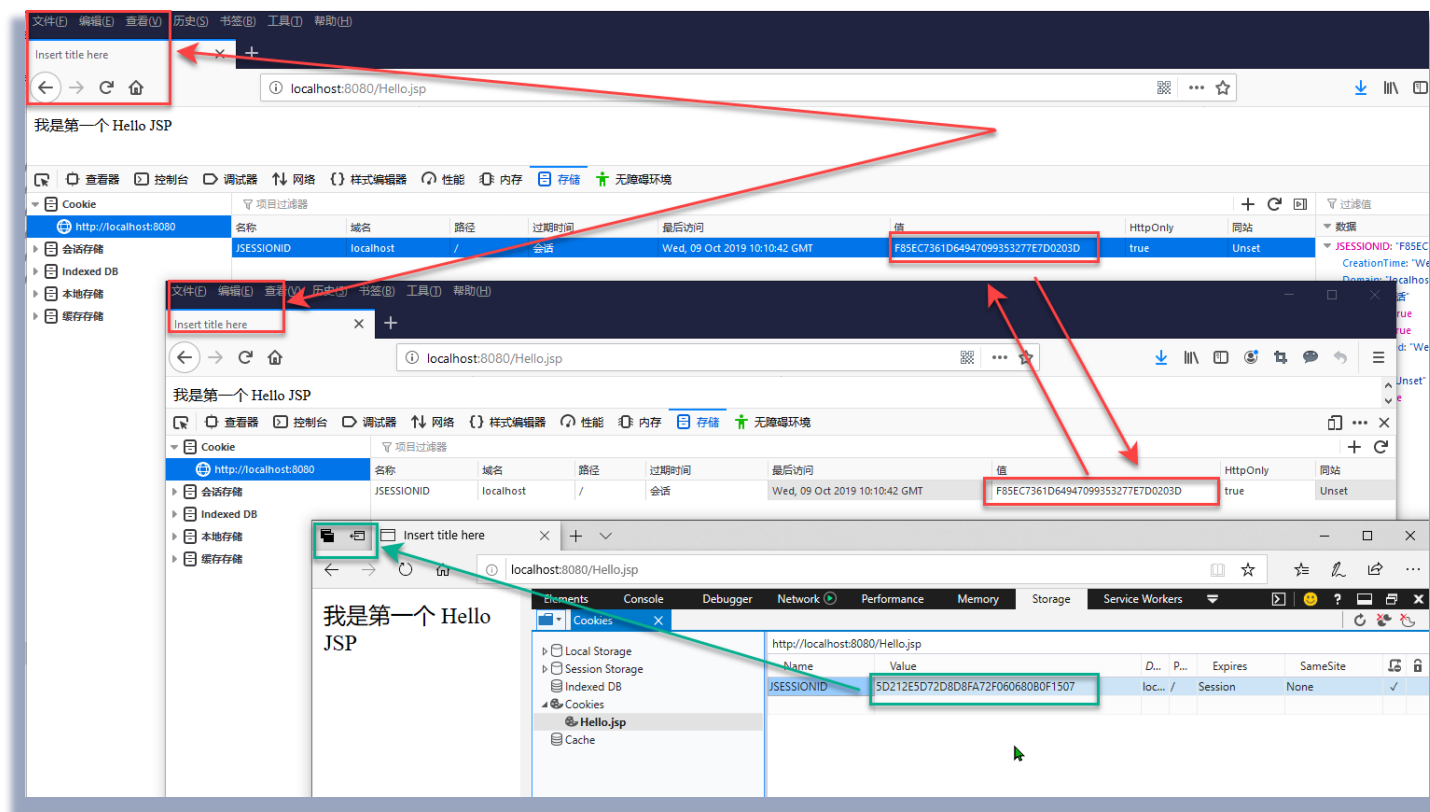 文件(F) 编辑(E) 查看(V) 历史(S) 书签(B) 工具(T) 帮助(H)
Insert title here
localhost:8080/Hello.jsp
我是第一个 Hello JSP
查看器 控制台 调试器 网络 样式编辑器 性能 内存 存储 无障碍环境
Cookie 项目过滤器 过滤值
http://localhost:8080 名称 域名 路径 过期时间 最后访问 值 HttpOnly 同站 数据
会话存储 JSESSIONID localhost / 会话 Wed, 09 Oct 2019 10:10:42 GMT F85EC7361D64947099353277E7D0203D true Unset JSESSIONID: "F85EC
Indexed DB CreationTime: "We
本地存储 Domain: "localhos
缓存存储
文件(F) 编辑(E) 查看(V) 历史(S) 书签(B) 工具(T) 帮助(H)
Insert title here
localhost:8080/Hello.jsp
d: "We
我是第一个 Hello JSP
查看器 控制台 调试器 网络 样式编辑器 性能 内存 存储 无障碍环境
Cookie 项目过滤器
http://localhost:8080 名称 域名 路径 过期时间 最后访问 值 HttpOnly 同站
会话存储 JSESSIONID localhost / 会话 Wed, 09 Oct 2019 10:10:42 GMT F85EC7361D64947099353277E7D0203D true Unset
Indexed DB
本地存储
缓存存储
Insert title here
localhost:8080/Hello.jsp
我是第一个 Hello
JSP
Elements Console Debugger Network Performance Memory Storage Service Workers
Cookies
Local Storage
Session Storage
Indexed DB
Cookies
Hello.jsp
Cache
http://localhost:8080/Hello.jsp
Name Value D... P... Expires SameSite
JSESSIONID 5D212E5D72D8D8FA72F060680B0F1507 loc... / Session None